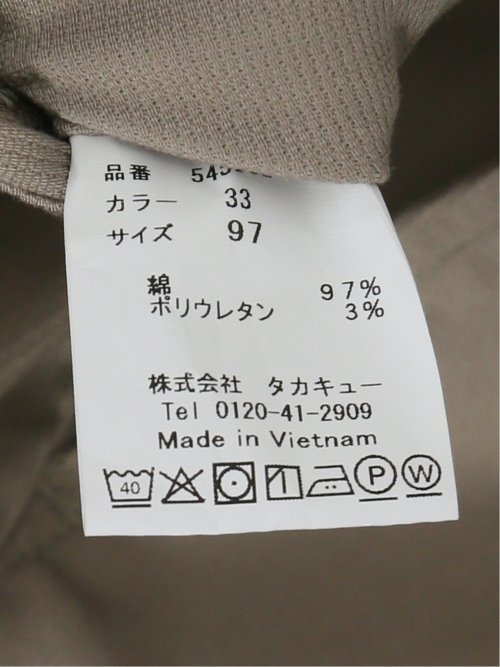 品番
カラー 33
サイズ 97
綿 97%
ポリウレタン 3%
株式会社 タカキュー
Tel 0120-41-2909
Made in Vietnam
40 P W